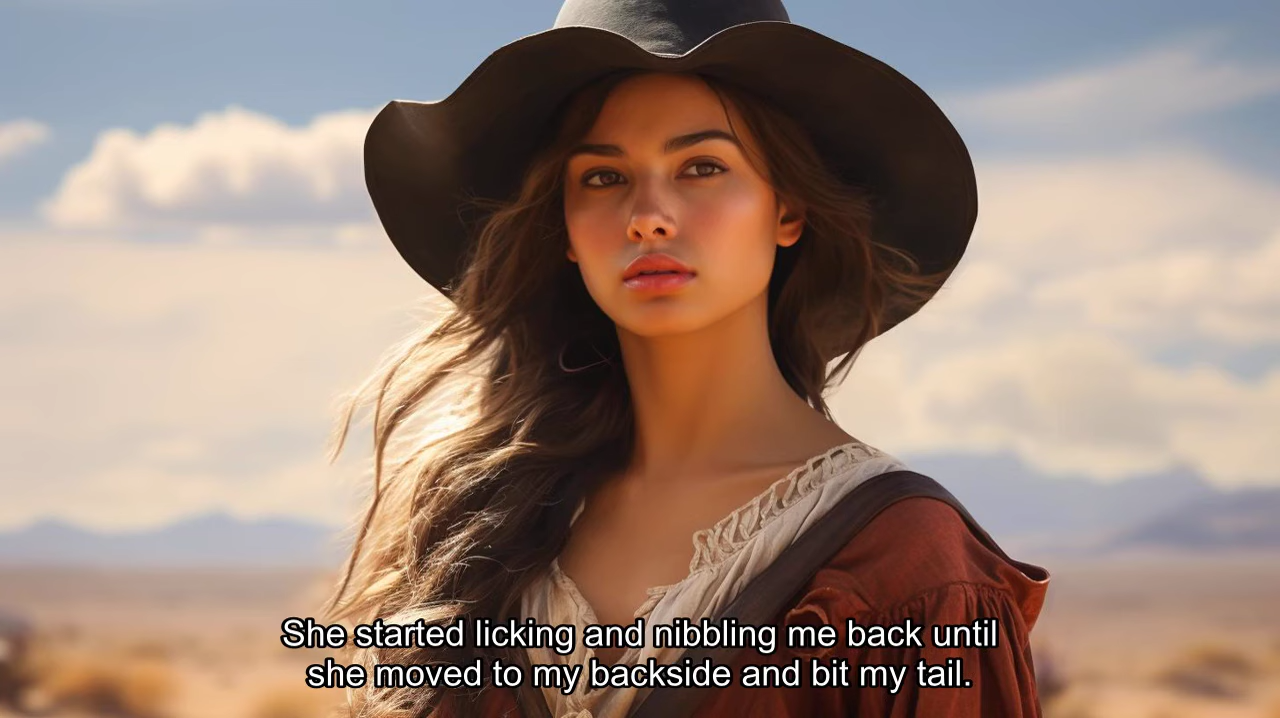 She started licking and nibbling me back until
she moved to my backside and bit my tail.